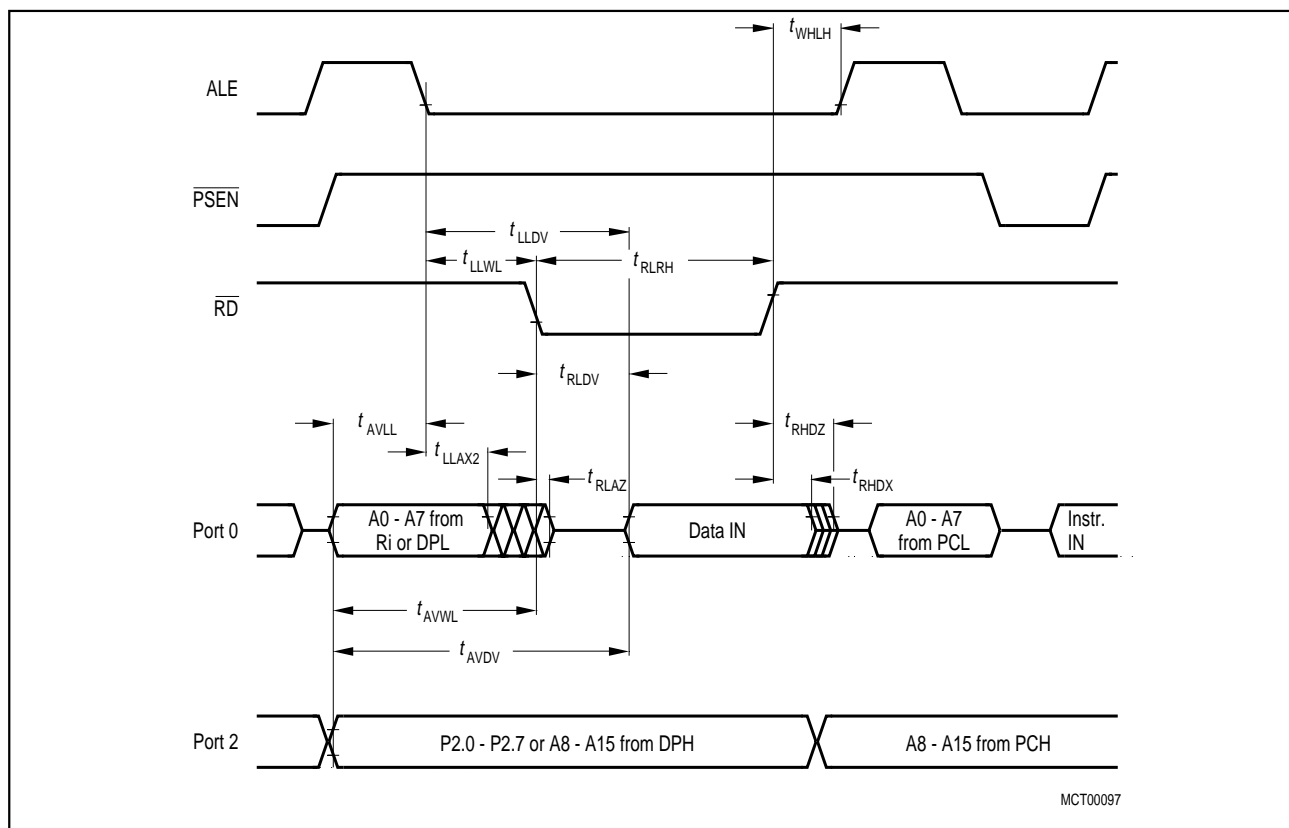 tWHLH
ALE
PSEN
tLLDV
tLLWL
tRLRH
RD
tRLDV
tAVLL
tRHDZ
tLLAX2
tRLAZ
tRHDX
Port 0
A0 - A7 from
Ri or DPL
Data IN
A0 - A7
from PCL
Instr.
IN
tAVWL
tAVDV
Port 2
P2.0 - P2.7 or A8 - A15 from DPH
A8 - A15 from PCH
MCT00097